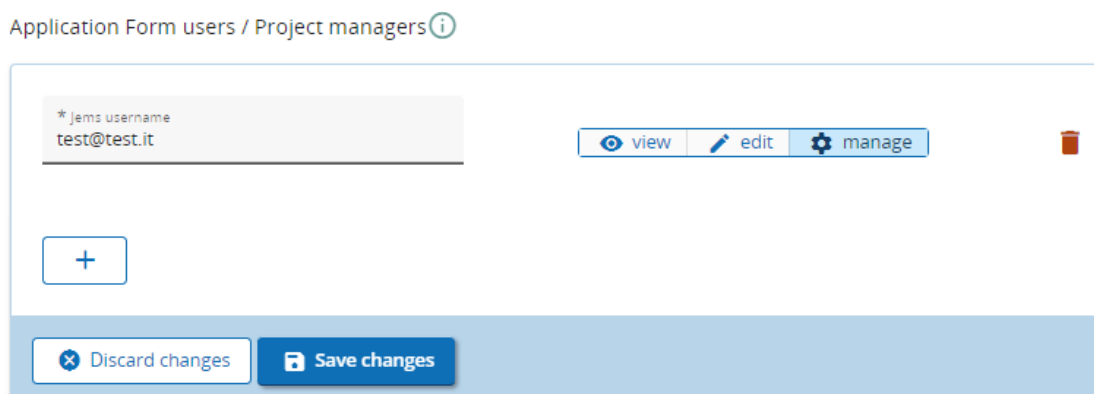 Application Form users / Project managers
* Jems username
test@test.it
view edit manage
Discard changes Save changes